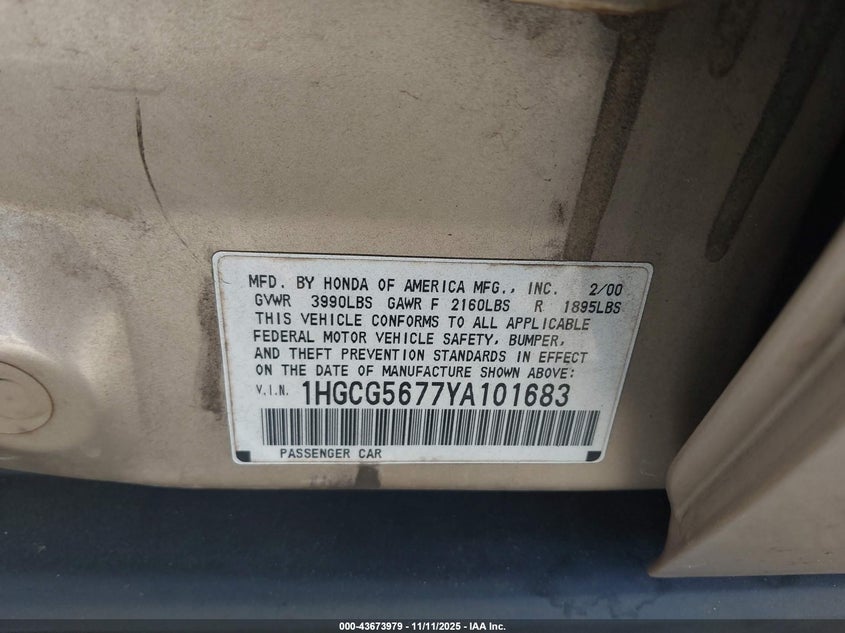 MFD. BY HONDA OF AMERICA MFG., INC. 2/00
GVWR 3990LBS GAWR F 2160LBS R 1895LBS
THIS VEHICLE CONFORMS TO ALL APPLICABLE
FEDERAL MOTOR VEHICLE SAFETY, BUMPER,
AND THEFT PREVENTION STANDARDS IN EFFECT
ON THE DATE OF MANUFACTURE SHOWN ABOVE:
V.I.N. 1HGCG5677YA101683
PASSENGER CAR
000-43673979 - 11/11/2025 - IAA Inc.